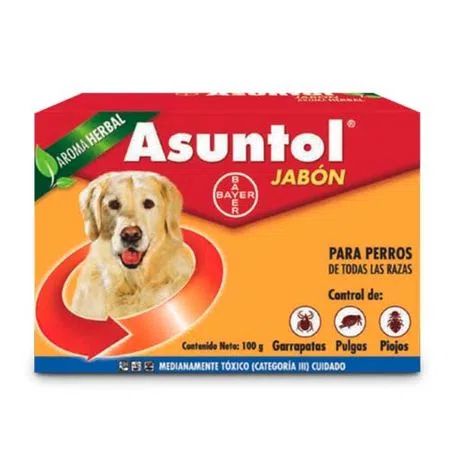 AROMA HERBAL
Asuntol®
JABÓN
BAYER
BAYER
PARA PERROS
DE TODAS LAS RAZAS
Control de:
Contenido Neto: 100 g
Garrapatas Pulgas Piojos
MEDIANAMENTE TÓXICO (CATEGORÍA III) CUIDADO